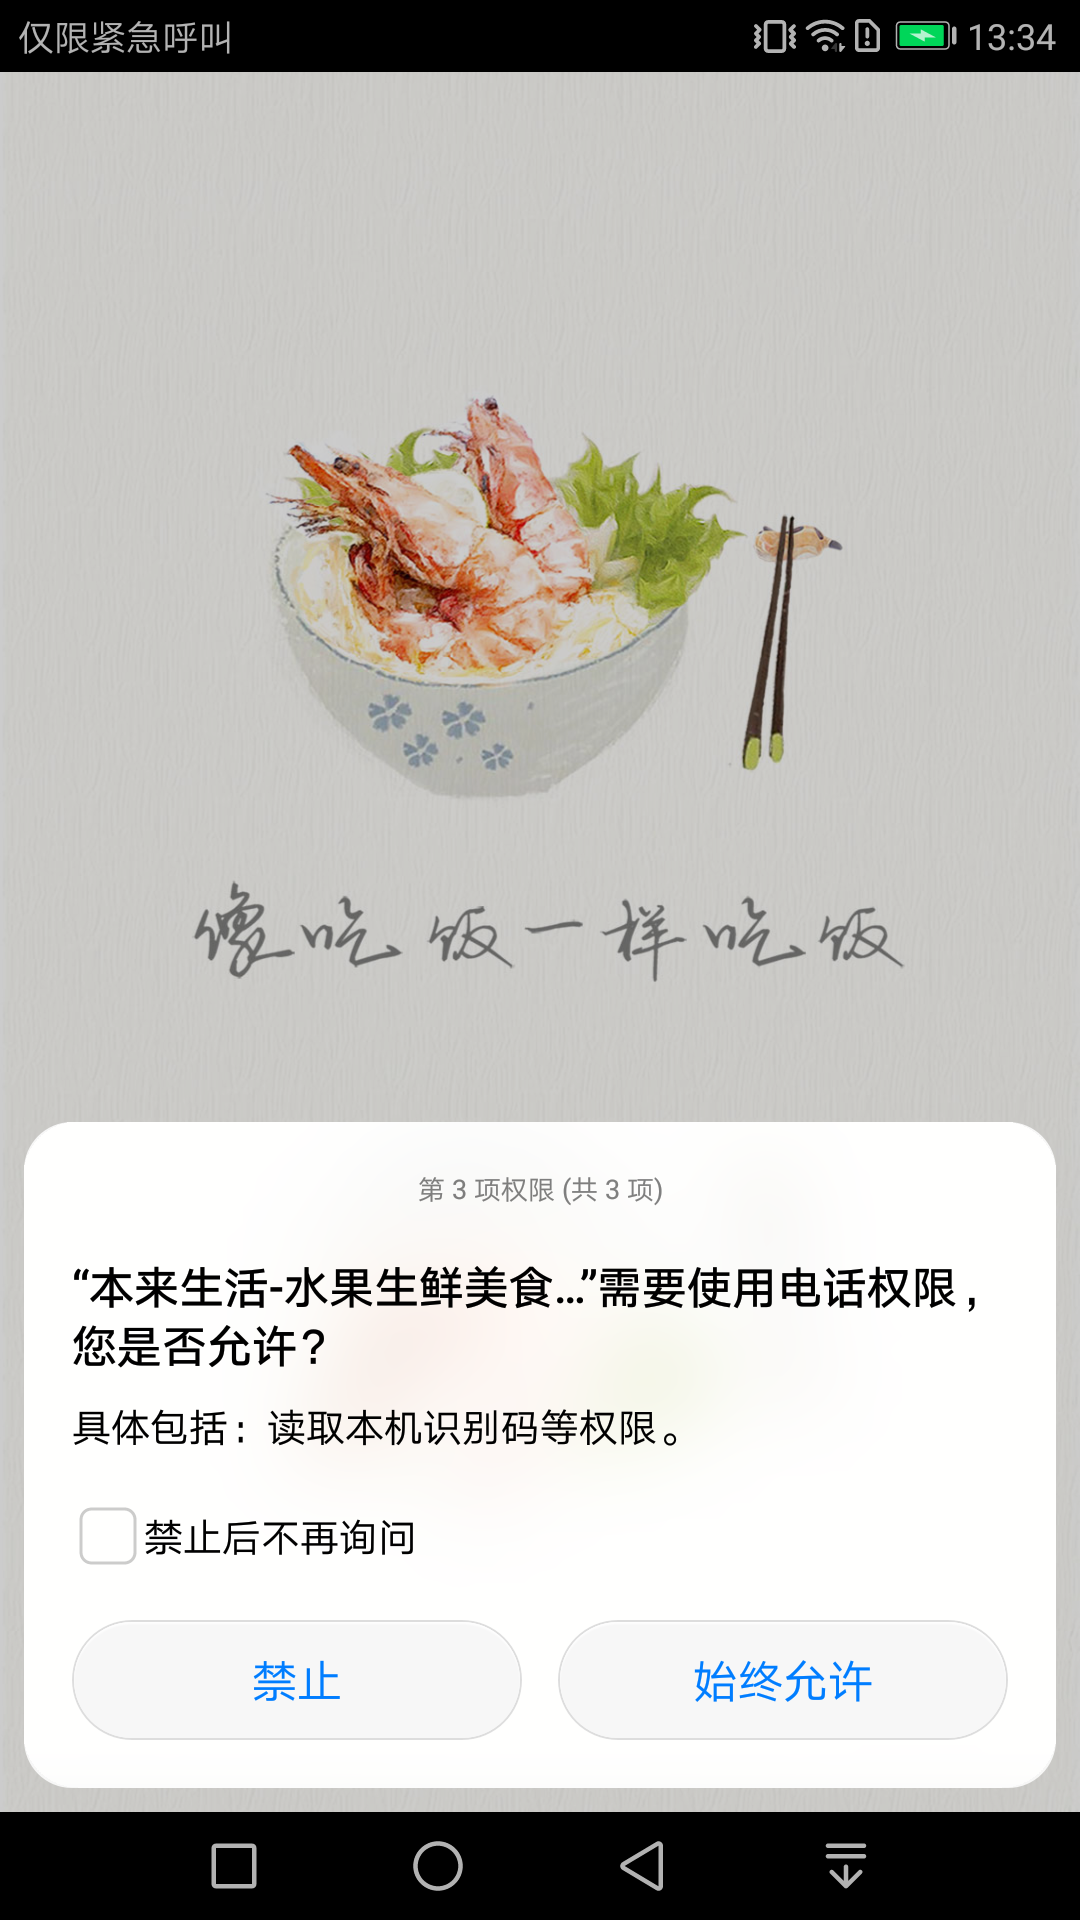 仅限紧急呼叫
13:34
像吃饭一样吃饭
第 3 项权限 (共 3 项)
“本来生活-水果生鲜美食...”需要使用电话权限，
您是否允许？
具体包括：读取本机识别码等权限。
禁止后不再询问
禁止
始终允许